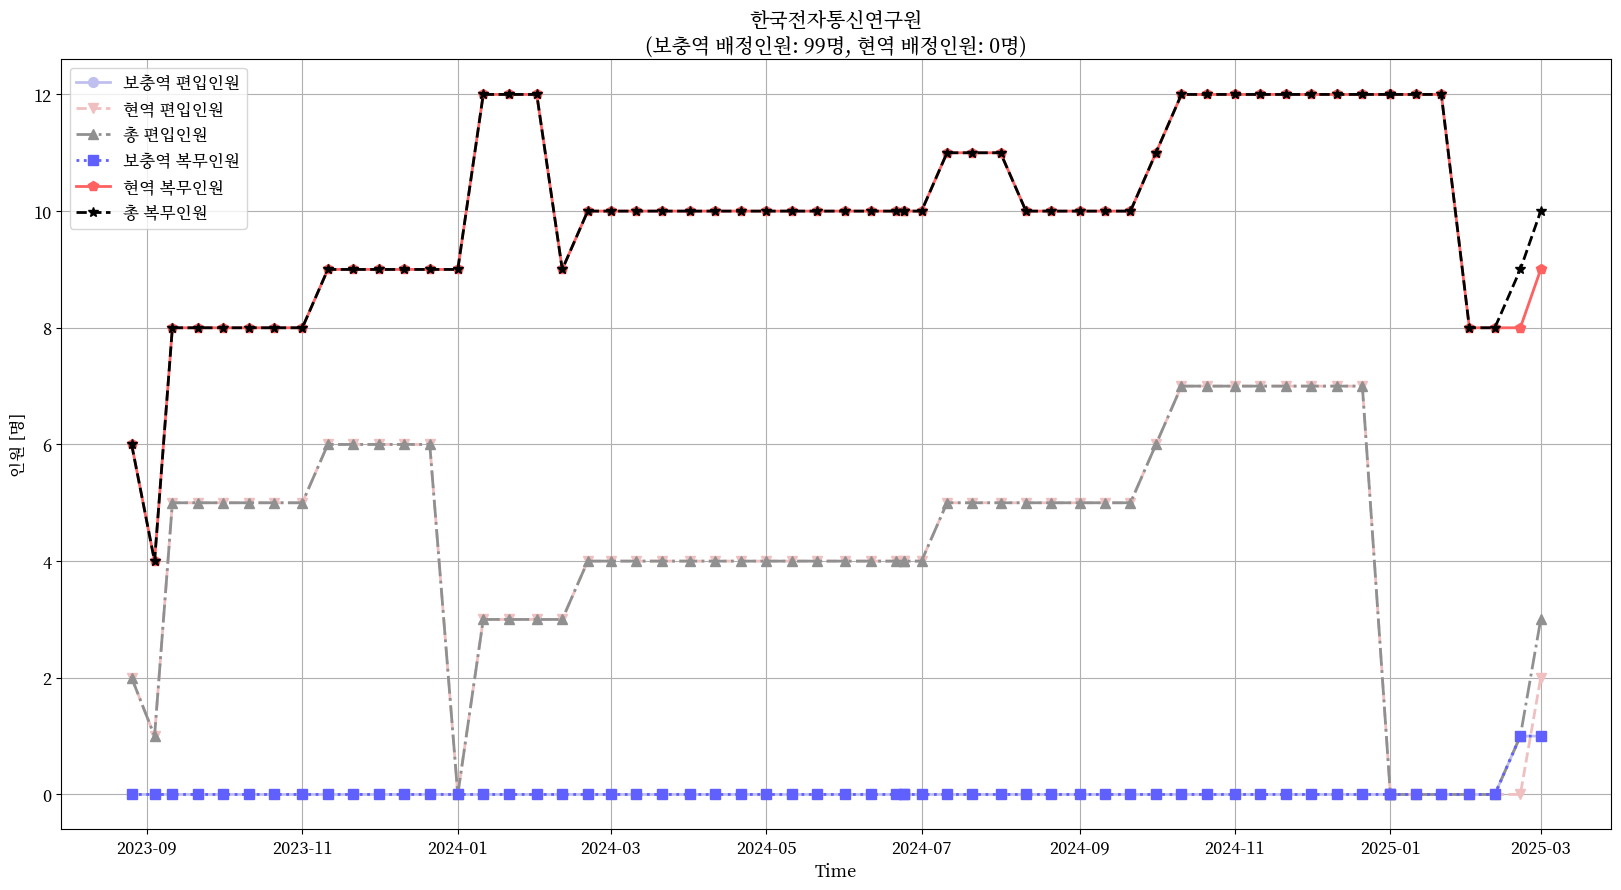 한국전자통신연구원
(보충역 배정인원: 99명, 현역 배정인원: 0명)
보충역 편입인원
현역 편입인원
총 편입인원
보충역 복무인원
현역 복무인원
총 복무인원
인원 [명]
12
10
8
6
4
2
0
2023-09
2023-11
2024-01
2024-03
2024-05
2024-07
2024-09
2024-11
2025-01
2025-03
Time